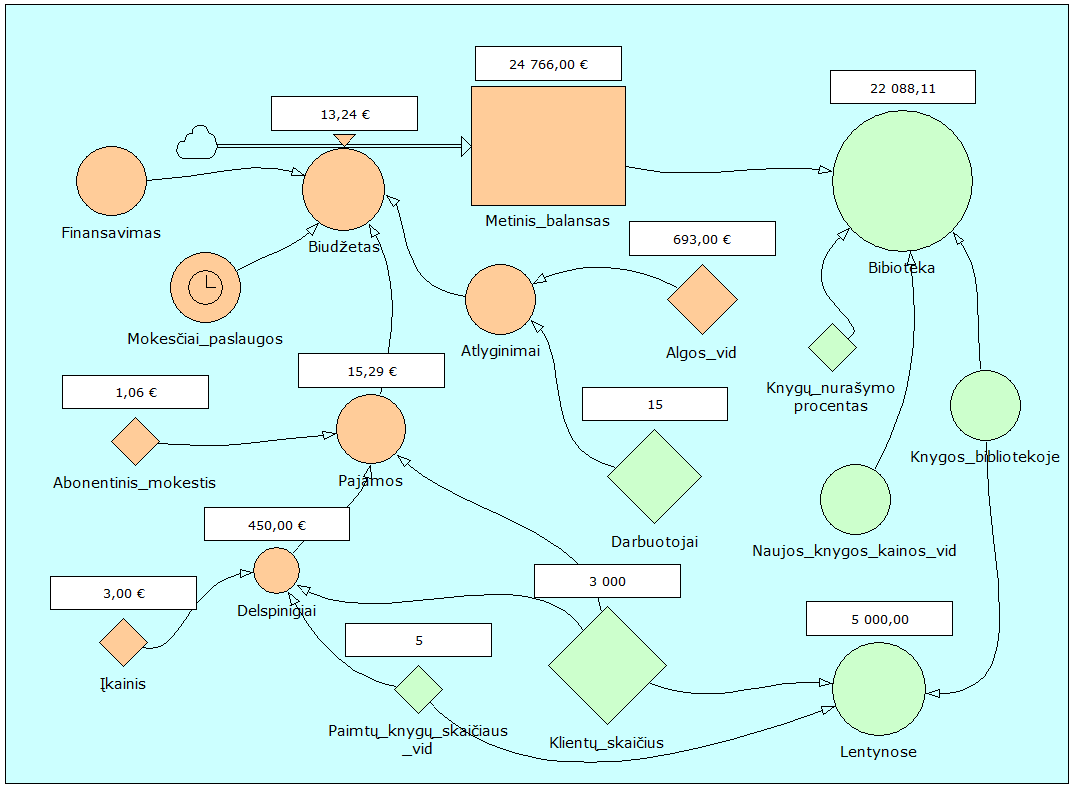 24 766,00 €
22 088,11
13,24 €
Finansavimas
Biudžetas
Metinis_balansas
693,00 €
Bibioteka
Mokesčiai_paslaugos
Atlyginimai
Algos_vid
15,29 €
1,06 €
Knygų_nurašymo
procentas
15
Abonentinis_mokestis
Pajamos
Knygos_bibliotekoje
450,00 €
Darbuotojai
Naujos_knygos_kainos_vid
3,00 €
Delspinigiai
3 000
5 000,00
5
Įkainis
Paimtų_knygų_skaičiaus
_vid
Klientų_skaičius
Lentynose